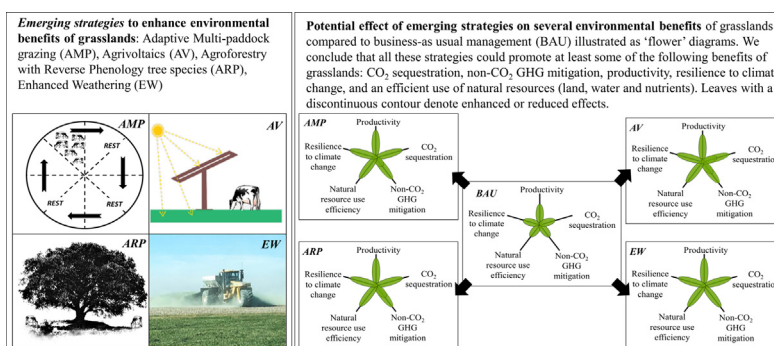 Emerging strategies to enhance environmental
benefits of grasslands: Adaptive Multi-paddock
grazing (AMP), Agrivoltaics (AV), Agroforestry
with Reverse Phenology tree species (ARP),
Enhanced Weathering (EW)
AMP
REST
REST
REST
REST
AV
ARP
EW
Potential effect of emerging strategies on several environmental benefits of grasslands
compared to business-as usual management (BAU) illustrated as 'flower' diagrams. We
conclude that all these strategies could promote at least some of the following benefits of
grasslands: CO₂ sequestration, non-CO₂ GHG mitigation, productivity, resilience to climat
change, and an efficient use of natural resources (land, water and nutrients). Leaves with a
discontinuous contour denote enhanced or reduced effects.
AMP
Productivity
Resilience
to climate
change
CO₂
sequestration
Natural
resource use
efficiency
Non-CO₂
GHG
mitigation
AV
Productivity
Resilience
to climate
change
CO₂
sequestration
Natural
resource use
efficiency
Non-CO₂
GHG
mitigation
BAU
Productivity
Resilience
to climate
change
CO₂
sequestration
Natural
resource use
efficiency
Non-CO₂
GHG
mitigation
ARP
Productivity
Resilience
to climate
change
CO₂
sequestration
Natural
resource use
efficiency
Non-CO₂
GHG
mitigation
EW
Productivity
Resilience
to climate
change
CO₂
sequestration
Natural
resource use
efficiency
Non-CO₂
GHG
mitigation